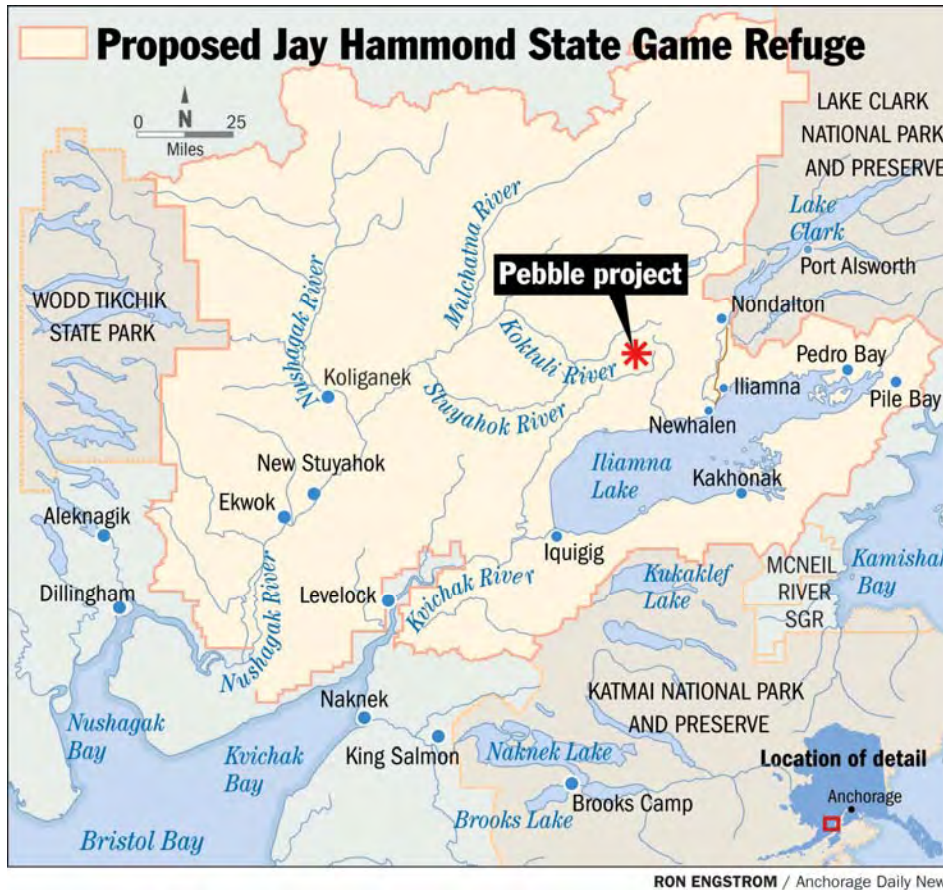 Proposed Jay Hammond State Game Refuge
N
0 25
Miles
LAKE CLARK
NATIONAL PARK
AND PRESERVE
Lake
Clark
Port Alsworth
Mulchatna River
Pebble project
Nondalton
WODD TIKCHIK
STATE PARK
Nushagak River
Koktuli River
Pedro Bay
Koliganek
Iliamna
Pile Bay
Stuyahok River
Newhalen
New Stuyahok
Iliamna
Lake
Kakhonak
Ekwok
Aleknagik
Iquigig
MCNEIL
RIVER
SGR
Kamishak
Bay
Kukaklef
Lake
Dillingham
Levelock
Kvichak River
Nushagak River
KATMAI NATIONAL PARK
AND PRESERVE
Naknek
Nushagak
Bay
Kvichak
Bay
King Salmon
Naknek Lake
Location of detail
Anchorage
Brooks Camp
Brooks Lake
Bristol Bay
RON ENGSTROM / Anchorage Daily New